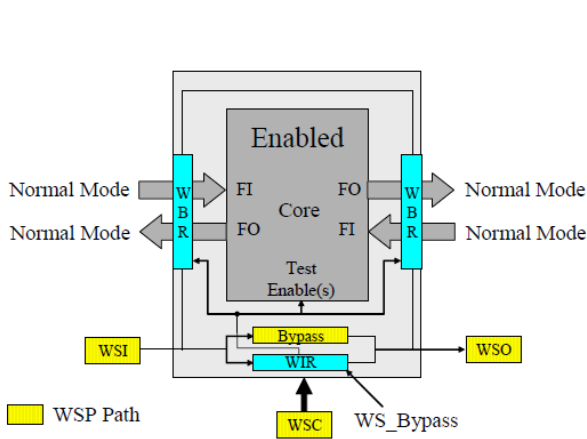 Enabled
Normal Mode
W
B
R
FI
FO
W
B
R
Normal Mode
Core
Normal Mode
FO
FI
Normal Mode
Test
Enable(s)
Bypass
WSI
WIR
WSO
WSP Path
WSC
WS_Bypass